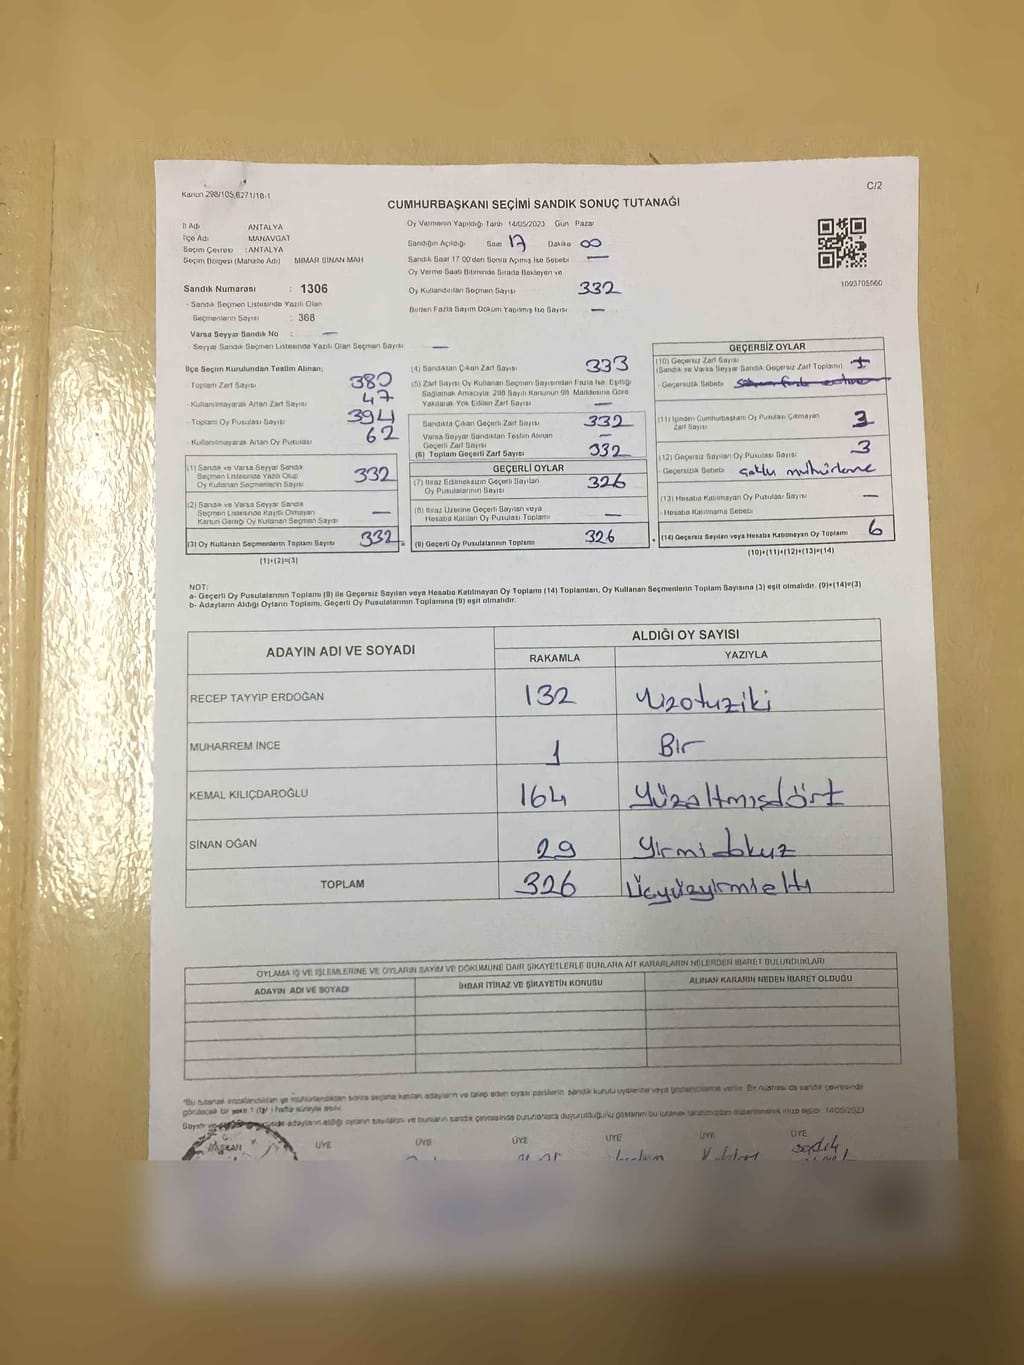 Kanun 298/105,6271/18-1
C/2
CUMHURBAŞKANI SEÇİMİ SANDIK SONUÇ TUTANAĞI
İl Adı ANTALYA
İlçe Adı MANAVGAT
Seçim Çevresi : ANTALYA
Seçim Bölgesi (Mahalle Adı) MIMAR SINAN MAH
Sandık Numarası : 1306
- Sandık Seçmen Listesinde Yazılı Olan
Seçmenlerin Sayısı : 368
Varsa Seyyar Sandık No : —
- Seyyar Sandık Seçmen Listesinde Yazılı Olan Seçmen Sayısı —
Oy Vermenin Yapıldığı Tarih 14/05/2023 Gün Pazar
Sandığın Açıldığı Saat 17 Dakika 00
Sandık Saat 17 00'den Sonra Açılmış İse Sebebi —
Oy Verme Saati Bitiminde Sırada Bekleyen ve
Oy Kullandırılan Seçmen Sayısı 332
Birden Fazla Sayım Döküm Yapılmış İse Sayısı —
1093705560
İlçe Seçim Kurulundan Teslim Alınan;
- Toplam Zarf Sayısı 380
- Kullanılmayarak Artan Zarf Sayısı 47
- Toplam Oy Pusulası Sayısı 394
- Kullanılmayarak Artan Oy Pusulası 62
(1) Sandık ve Varsa Seyyar Sandık
Seçmen Listesinde Yazılı Olup
Oy Kullanan Seçmenlerin Sayısı 332
(2) Sandık ve Varsa Seyyar Sandık
Seçmen Listesinde Kayıtlı Olmayan
Kanun Gereği Oy Kullanan Seçmen Sayısı —
(3) Oy Kullanan Seçmenlerin Toplam Sayısı 332
(1)+(2)=(3)
(4) Sandıktan Çıkan Zarf Sayısı 333
(5) Zarf Sayısı Oy Kullanan Seçmen Sayısından Fazla İse, Eşitliği
Sağlamak Amacıyla, 298 Sayılı Kanunun 98. Maddesine Göre
Yakılarak Yok Edilen Zarf Sayısı —
Sandıkta Çıkan Geçerli Zarf Sayısı 332
Varsa Seyyar Sandıktan Teslim Alınan
Geçerli Zarf Sayısı —
(6) Toplam Geçerli Zarf Sayısı 332
GEÇERLİ OYLAR
(7) İtiraz Edilmeksizin Geçerli Sayılan
Oy Pusulalarının Sayısı 326
(8) İtiraz Üzerine Geçerli Sayılan veya
Hesaba Katılan Oy Pusulası Toplamı —
(9) Geçerli Oy Pusulalarının Toplamı 326
GEÇERSİZ OYLAR
(10) Geçersiz Zarf Sayısı
(Sandık ve Varsa Seyyar Sandık Geçersiz Zarf Toplamı)
- Geçersizlik Sebebi
(11) İçinden Cumhurbaşkanı Oy Pusulası Çıkmayan
Zarf Sayısı 3
(12) Geçersiz Sayılan Oy Pusulası Sayısı 3
- Geçersizlik Sebebi Çoklu mühürleme
(13) Hesaba Katılmayan Oy Pusulası Sayısı —
- Hesaba Katılmama Sebebi
(14) Geçersiz Sayılan veya Hesaba Katılmayan Oy Toplamı 6
(10)+(11)+(12)+(13)=(14)
NOT:
a- Geçerli Oy Pusulalarının Toplamı (9) ile Geçersiz Sayılan veya Hesaba Katılmayan Oy Toplamı (14) Toplamları, Oy Kullanan Seçmenlerin Toplam Sayısına (3) eşit olmalıdır. (9)+(14)=(3)
b- Adayların Aldığı Oyların Toplamı, Geçerli Oy Pusulalarının Toplamına (9) eşit olmalıdır.
ADAYIN ADI VE SOYADI ALDIĞI OY SAYISI
RAKAMLA YAZIYLA
RECEP TAYYİP ERDOĞAN 132 Yüzotuziki
MUHARREM İNCE 1 Bir
KEMAL KILIÇDAROĞLU 164 Yüzaltmışdört
SİNAN OĞAN 29 Yirmidokuz
TOPLAM 326 Üçyüzyirmialtı
OYLAMA İŞ VE İŞLEMLERİNE VE OYLARIN SAYIM VE DÖKÜMÜNE DAİR ŞİKAYETLERLE BUNLARA AİT KARARLARIN NELERDEN İBARET BULUNDUKLARI
ADAYIN ADI VE SOYADI İHBAR İTİRAZ VE ŞİKAYETİN KONUSU ALINAN KARARIN NEDEN İBARET OLDUĞU
BAŞKAN ÜYE ÜYE ÜYE ÜYE ÜYE ÜYE